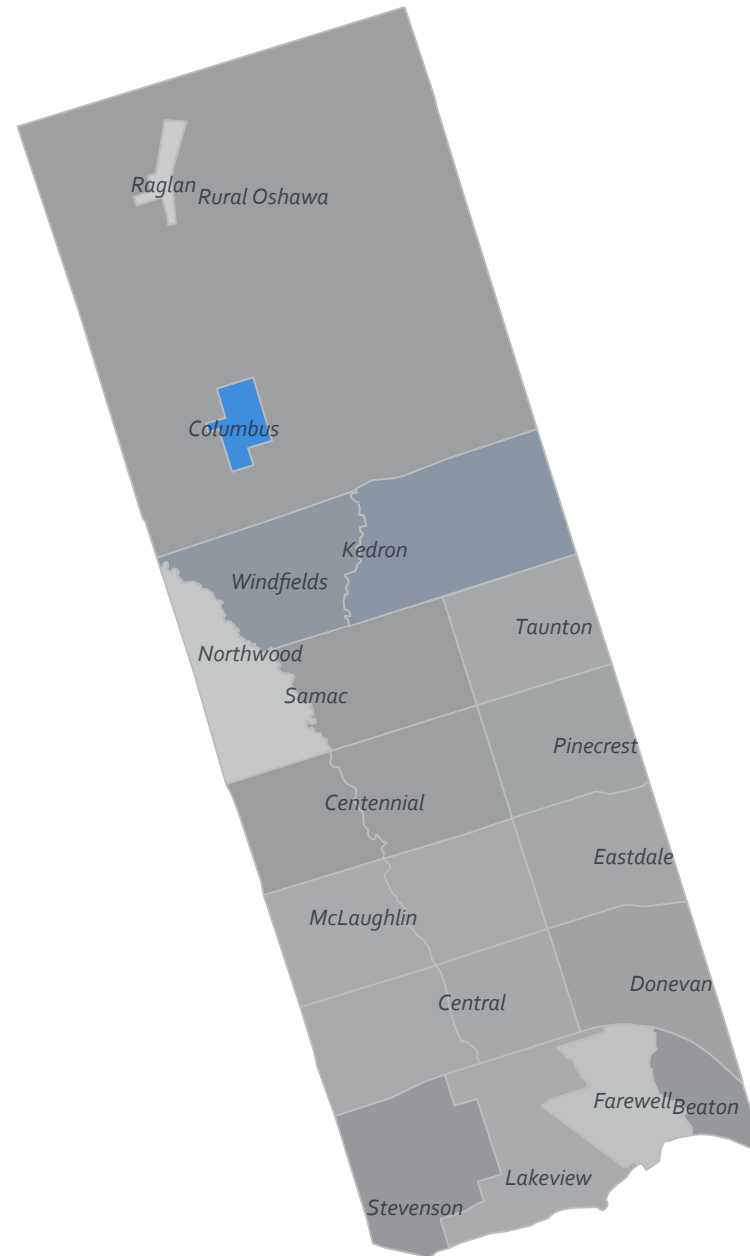 Raglan
Rural Oshawa
Columbus
Kedron
Windfields
Taunton
Northwood
Samac
Pinecrest
Centennial
Eastdale
McLaughlin
Donevan
Central
Farewell
Beaton
Lakeview
Stevenson